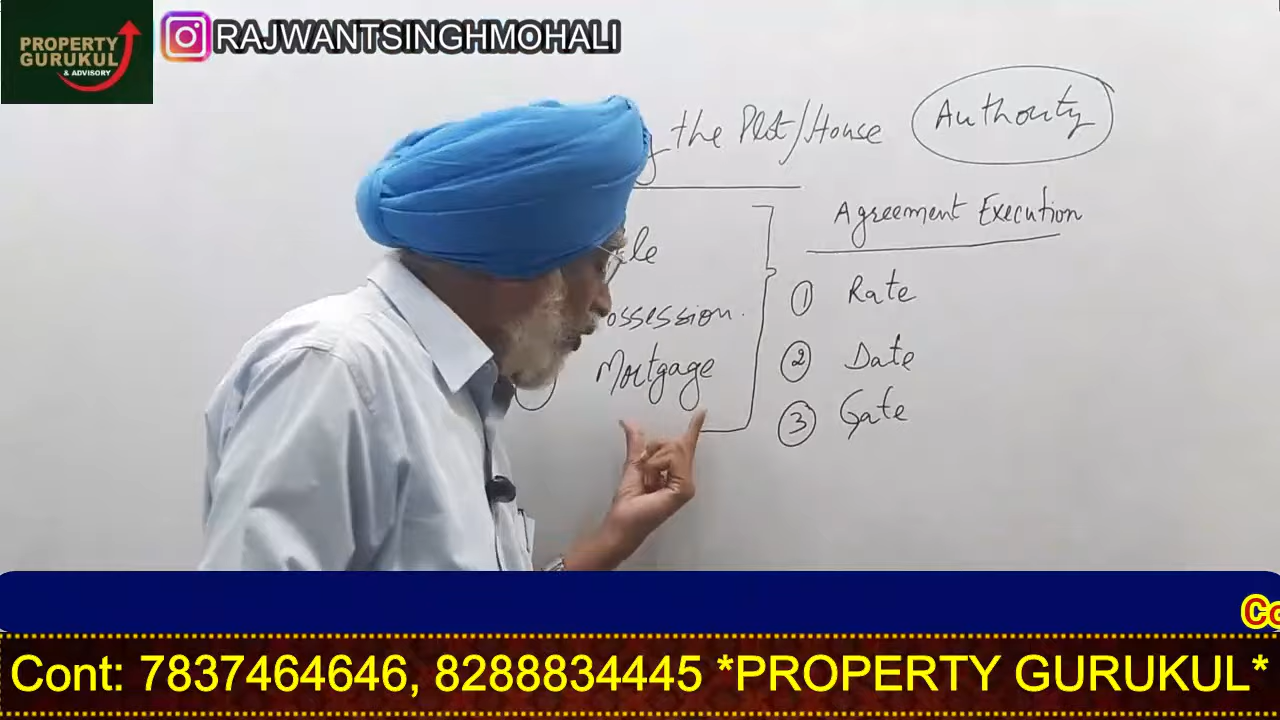 PROPERTY
GURUKUL
& ADVISORY
RAJWANTSINGHMOHALI
the Plot/House
Authority
Agreement Execution
ossession.
Mortgage
① Rate
② Date
③ Gate
Cont: 7837464646, 8288834445 *PROPERTY GURUKUL*